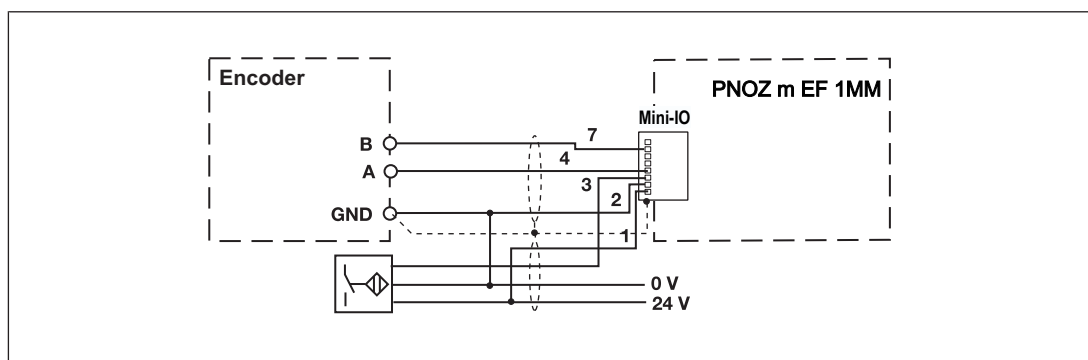 Encoder
PNOZ m EF 1MM
Mini-IO
B
7
A
4
3
GND
2
1
0 V
24 V